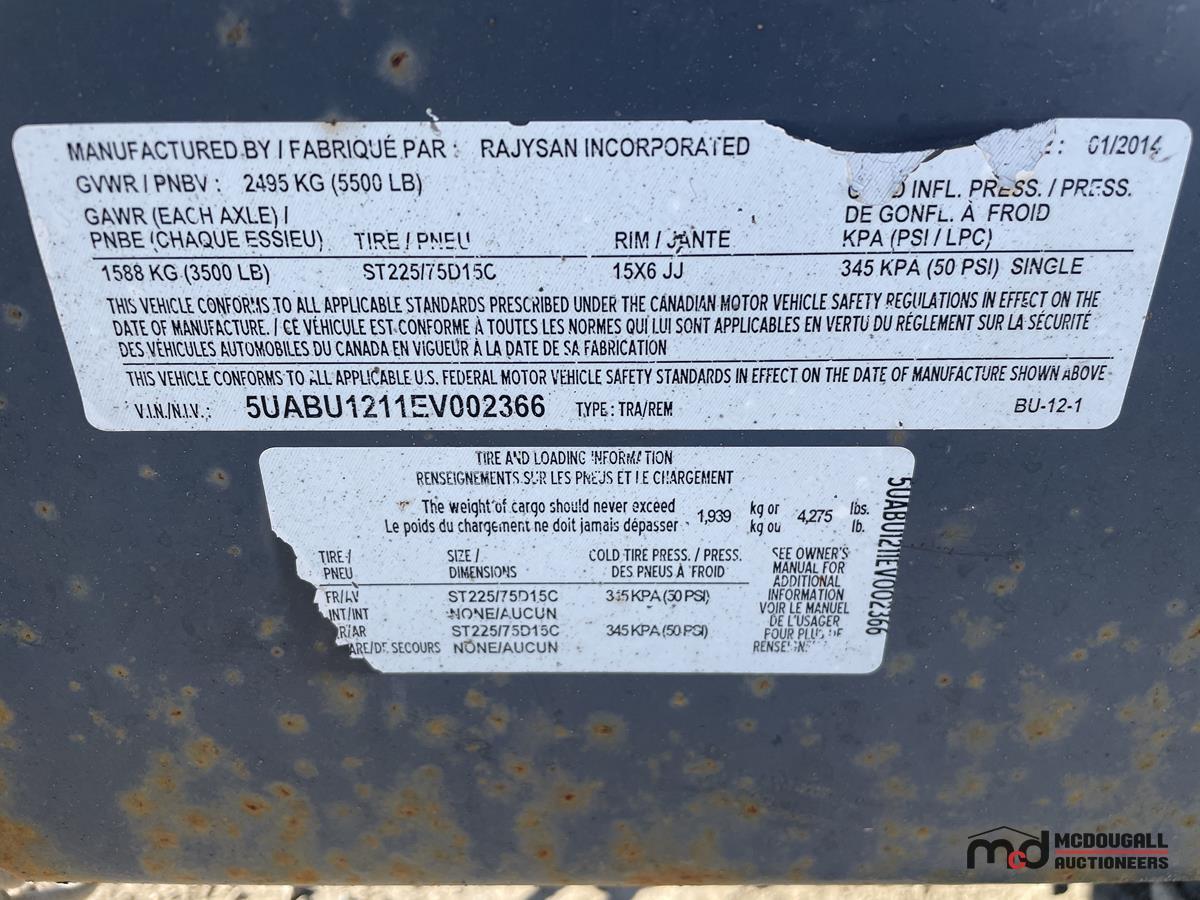 MANUFACTURED BY / FABRIQUÉ PAR : RAJYSAN INCORPORATED : 01/2014
GVWR / PNBV : 2495 KG (5500 LB)
INFL. PRESS. / PRESS.
GAWR (EACH AXLE) / DE GONFL. À FROID
PNBE (CHAQUE ESSIEU) TIRE / PNEU RIM / JANTE KPA (PSI / LPC)
1588 KG (3500 LB) ST225/75D15C 15X6 JJ 345 KPA (50 PSI) SINGLE
THIS VEHICLE CONFORMS TO ALL APPLICABLE STANDARDS PRESCRIBED UNDER THE CANADIAN MOTOR VEHICLE SAFETY REGULATIONS IN EFFECT ON THE
DATE OF MANUFACTURE. / CE VÉHICULE EST CONFORME À TOUTES LES NORMES QUI LUI SONT APPLICABLES EN VERTU DU RÉGLEMENT SUR LA SÉCURITÉ
DES VÉHICULES AUTOMOBILES DU CANADA EN VIGUEUR À LA DATE DE SA FABRICATION
THIS VEHICLE CONFORMS TO ALL APPLICABLE U.S. FEDERAL MOTOR VEHICLE SAFETY STANDARDS IN EFFECT ON THE DATE OF MANUFACTURE SHOWN ABOVE
V.I.N./N.I.V.: 5UABU1211EV002366 TYPE : TRA/REM BU-12-1
TIRE AND LOADING INFORMATION
RENSEIGNEMENTS SUR LES PNEUS ET LE CHARGEMENT
The weight of cargo should never exceed 1,939 kg or 4,275 lbs.
Le poids du chargement ne doit jamais dépasser kg ou lb.
TIRE / SIZE / COLD TIRE PRESS. / PRESS.
PNEU DIMENSIONS DES PNEUS À FROID
FR/AV ST225/75D15C 345 KPA (50 PSI)
INT/INT NONE/AUCUN
RR/AR ST225/75D15C 345 KPA (50 PSI)
ARE/DE SECOURS NONE/AUCUN
SEE OWNER'S
MANUAL FOR
ADDITIONAL
INFORMATION
VOIR LE MANUEL
DE L'USAGER
POUR PLUS DE
5UABU1211EV002366
mcd MCDOUGALL
AUCTIONEERS